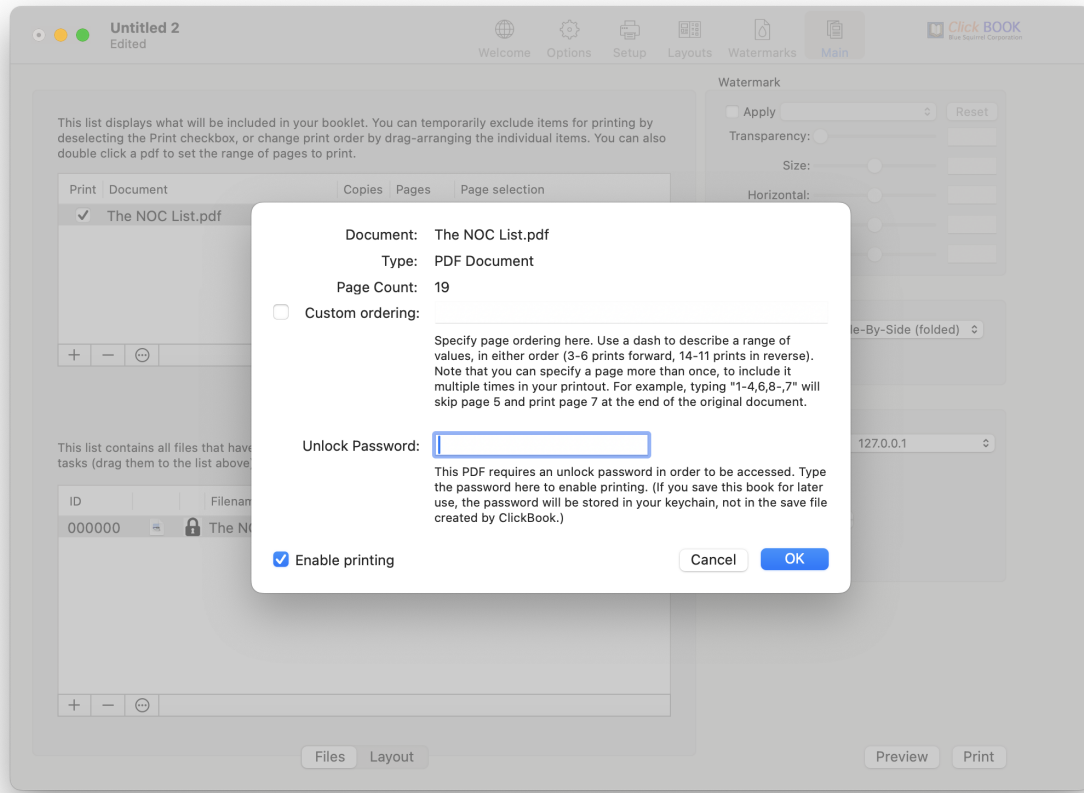 Untitled 2
Edited
Welcome Options Setup Layouts Watermarks Main
Click BOOK
Blue Squirrel Corporation
This list displays what will be included in your booklet. You can temporarily exclude items for printing by
deselecting the Print checkbox, or change print order by drag-arranging the individual items. You can also
double click a pdf to set the range of pages to print.
Print Document Copies Pages Page selection
The NOC List.pdf
Watermark
Apply Reset
Transparency:
Size:
Horizontal:
Document: The NOC List.pdf
Type: PDF Document
Page Count: 19
Custom ordering:
Specify page ordering here. Use a dash to describe a range of
values, in either order (3-6 prints forward, 14-11 prints in reverse).
Note that you can specify a page more than once, to include it
multiple times in your printout. For example, typing "1-4,6,8-,7" will
skip page 5 and print page 7 at the end of the original document.
Unlock Password:
This PDF requires an unlock password in order to be accessed. Type
the password here to enable printing. (If you save this book for later
use, the password will be stored in your keychain, not in the save file
created by ClickBook.)
Enable printing
Cancel OK
e-By-Side (folded)
127.0.0.1
This list contains all files that have
tasks (drag them to the list above
ID Filenam
000000 The NO
Files Layout
Preview Print